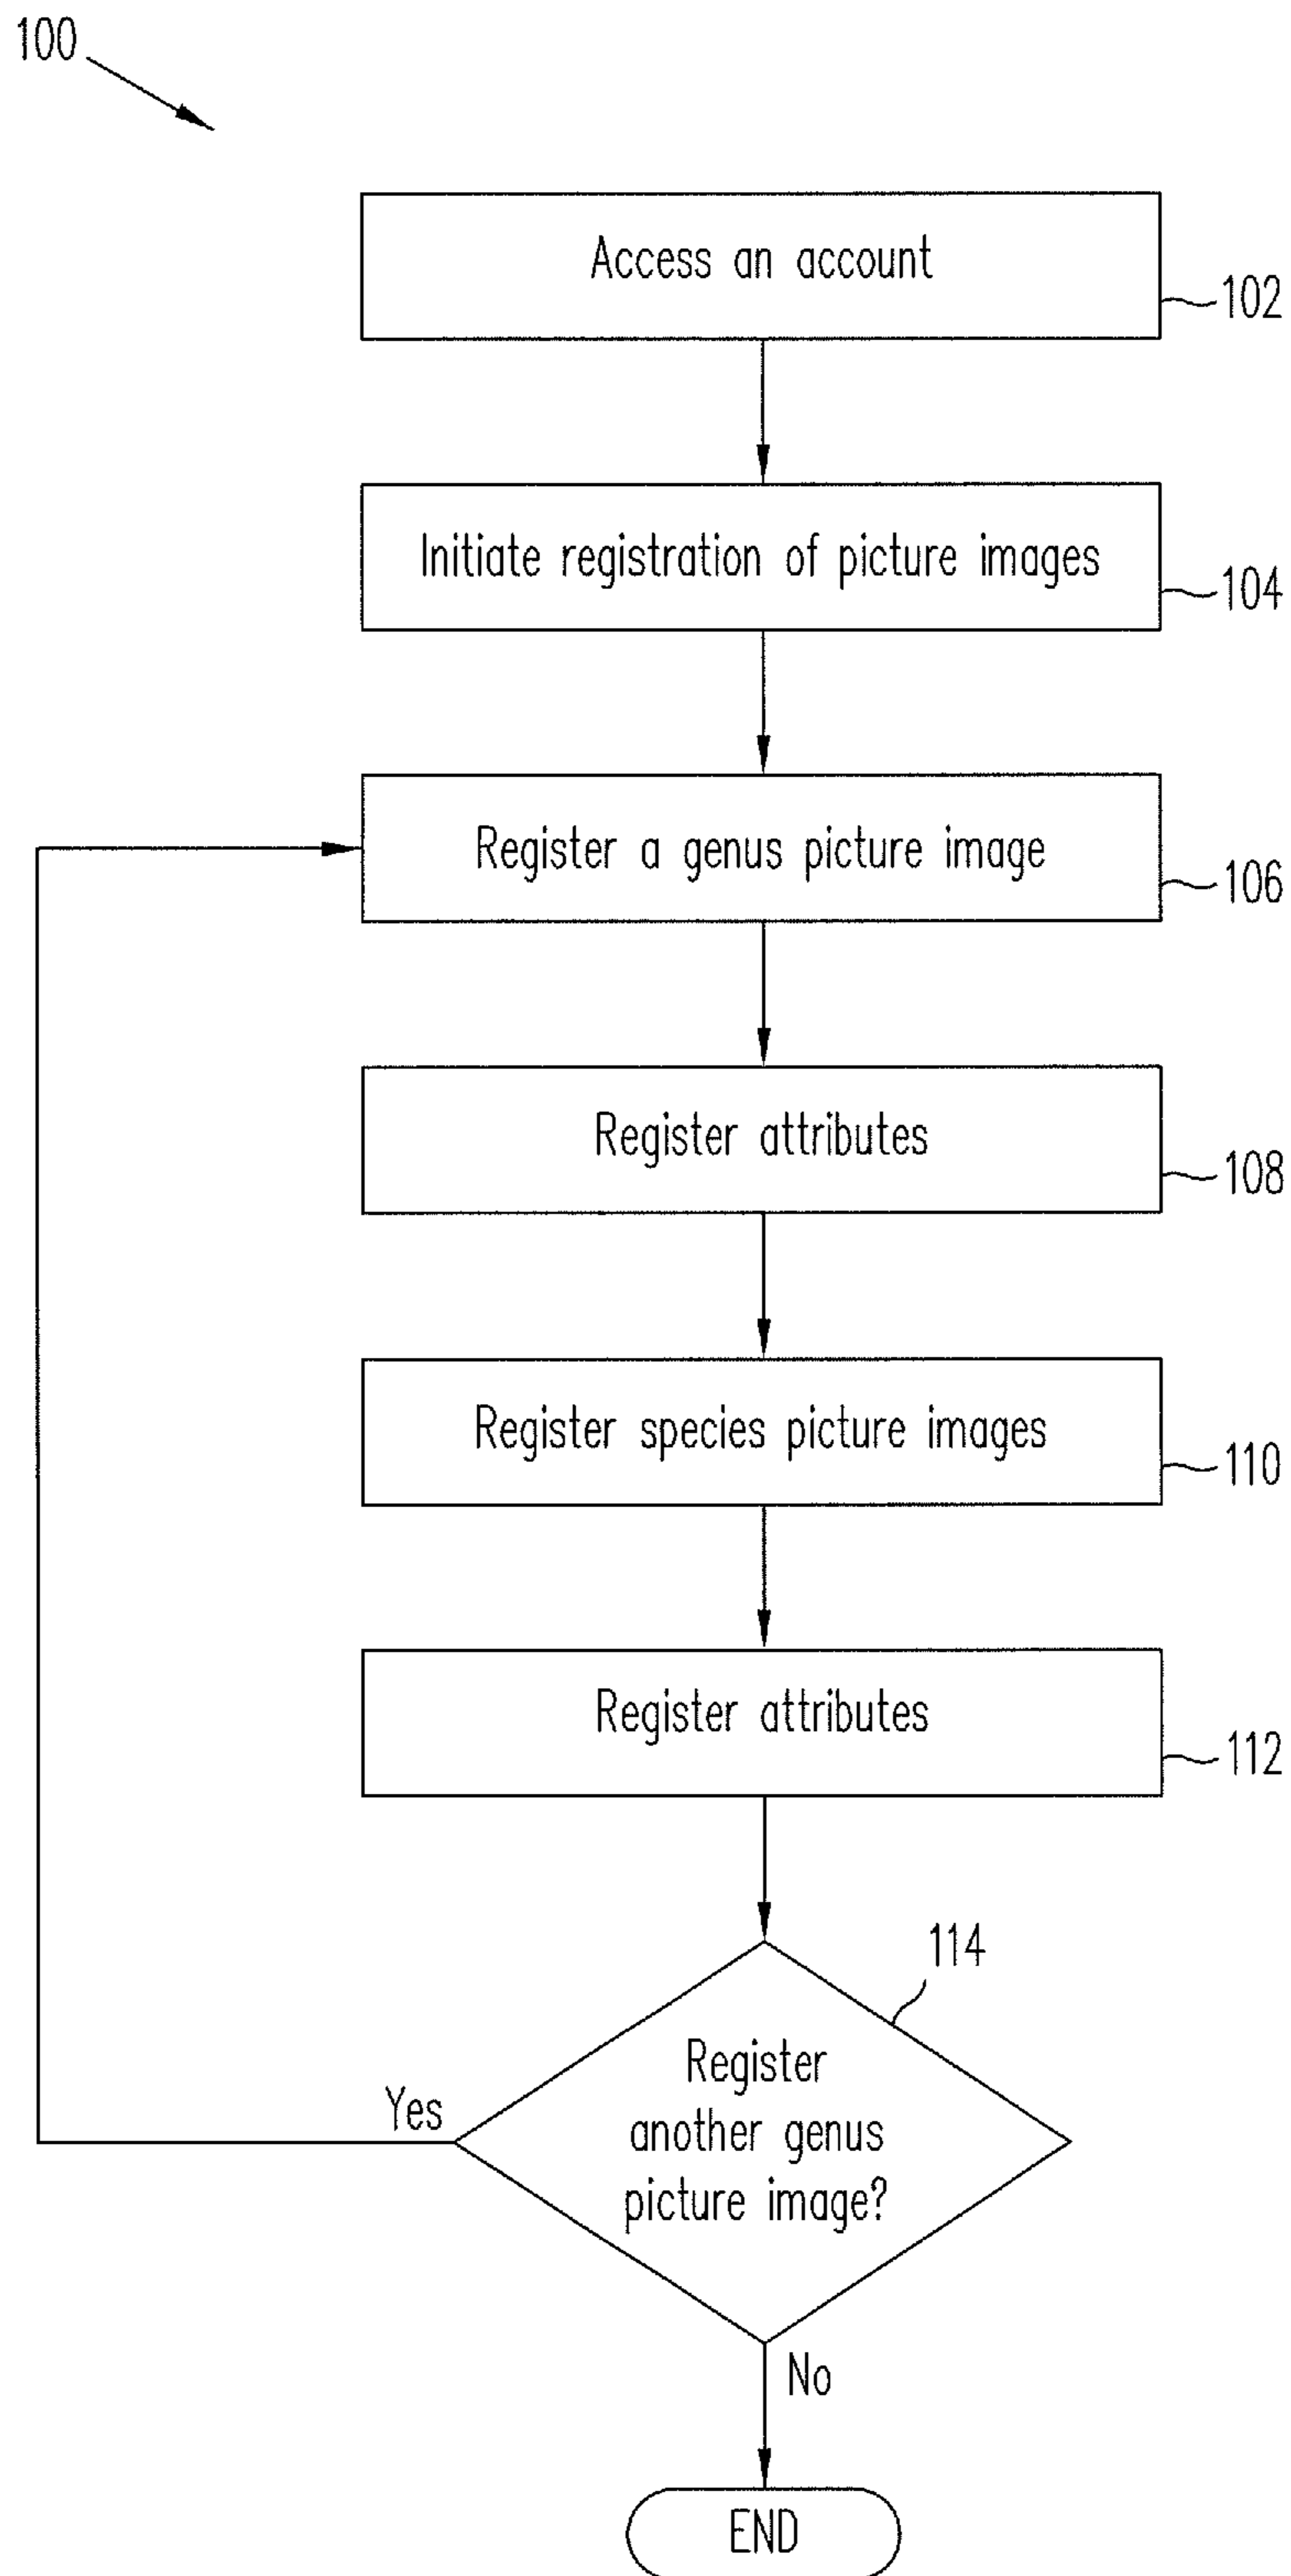 100
Access an account
102
Initiate registration of picture images
104
Register a genus picture image
106
Register attributes
108
Register species picture images
110
Register attributes
112
114
Register
another genus
picture image?
Yes
No
END